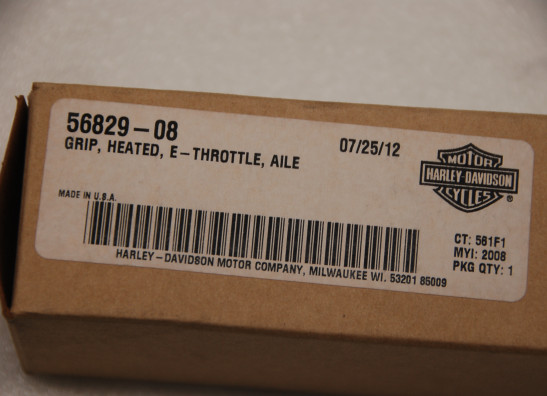 56829-08
GRIP, HEATED, E-THROTTLE, AILE
07/25/12
MOTOR
HARLEY-DAVIDSON
CYCLES
®
MADE IN U.S.A.
CT: 561F1
MYI: 2008
PKG QTY: 1
HARLEY-DAVIDSON MOTOR COMPANY, MILWAUKEE WI. 53201 85009